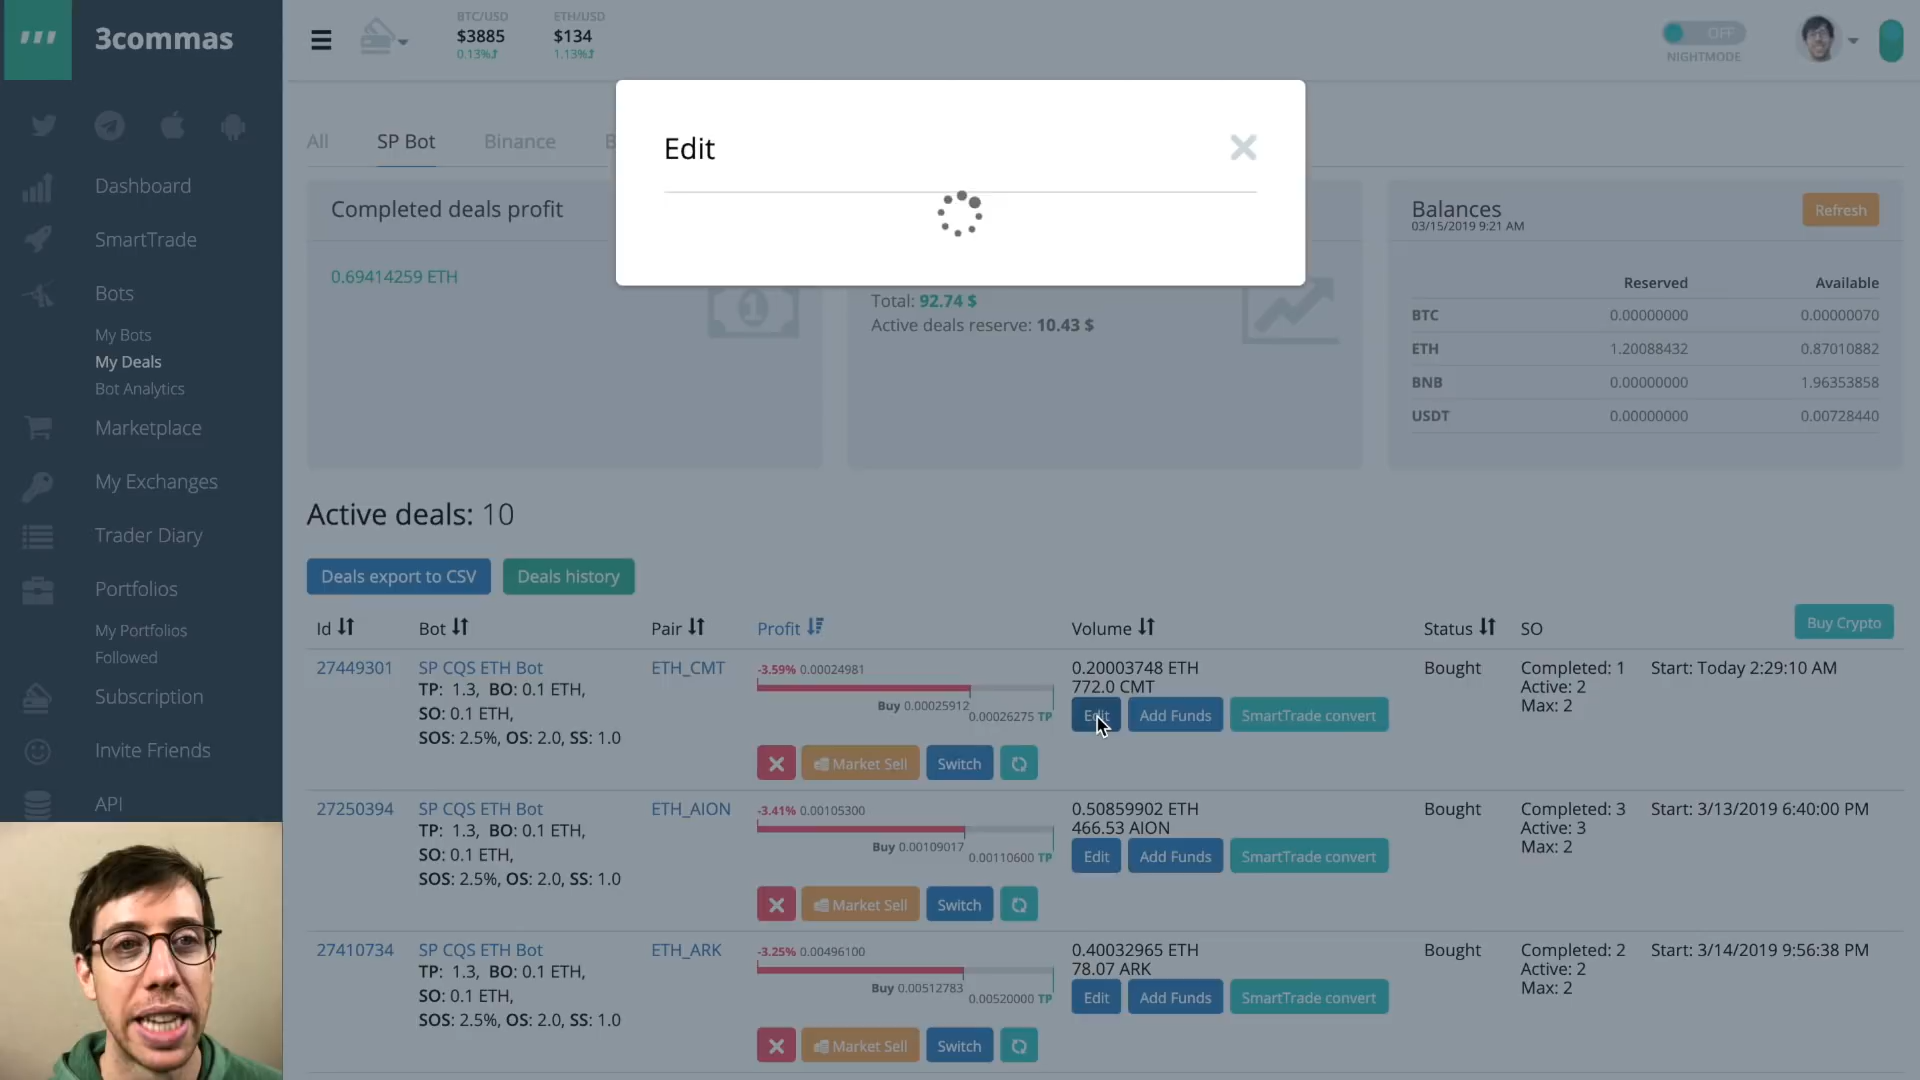 3commas
BTC/USD
$3885
0.13%
ETH/USD
$134
1.13%
OFF
NIGHTMODE
Dashboard
SmartTrade
Bots
My Bots
My Deals
Bot Analytics
Marketplace
My Exchanges
Trader Diary
Portfolios
My Portfolios
Followed
Subscription
Invite Friends
API
All
SP Bot
Binance
B
Edit
Completed deals profit
0.69414259 ETH
Total: 92.74 $
Active deals reserve: 10.43 $
Balances
03/15/2019 9:21 AM
Refresh
Reserved Available
BTC 0.00000000 0.00000070
ETH 1.20088432 0.87010882
BNB 0.00000000 1.96353858
USDT 0.00000000 0.00728440
Active deals: 10
Deals export to CSV
Deals history
Buy Crypto
Id Bot Pair Profit Volume Status SO
27449301
SP CQS ETH Bot
TP: 1.3, BO: 0.1 ETH,
SO: 0.1 ETH,
SOS: 2.5%, OS: 2.0, SS: 1.0
ETH_CMT
-3.59% 0.00024981
Buy 0.00025912
0.00026275 TP
Market Sell
Switch
0.20003748 ETH
772.0 CMT
Edit
Add Funds
SmartTrade convert
Bought
Completed: 1
Active: 2
Max: 2
Start: Today 2:29:10 AM
27250394
SP CQS ETH Bot
TP: 1.3, BO: 0.1 ETH,
SO: 0.1 ETH,
SOS: 2.5%, OS: 2.0, SS: 1.0
ETH_AION
-3.41% 0.00105300
Buy 0.00109017
0.00110600 TP
Market Sell
Switch
0.50859902 ETH
466.53 AION
Edit
Add Funds
SmartTrade convert
Bought
Completed: 3
Active: 3
Max: 2
Start: 3/13/2019 6:40:00 PM
27410734
SP CQS ETH Bot
TP: 1.3, BO: 0.1 ETH,
SO: 0.1 ETH,
SOS: 2.5%, OS: 2.0, SS: 1.0
ETH_ARK
-3.25% 0.00496100
Buy 0.00512783
0.00520000 TP
Market Sell
Switch
0.40032965 ETH
78.07 ARK
Edit
Add Funds
SmartTrade convert
Bought
Completed: 2
Active: 2
Max: 2
Start: 3/14/2019 9:56:38 PM